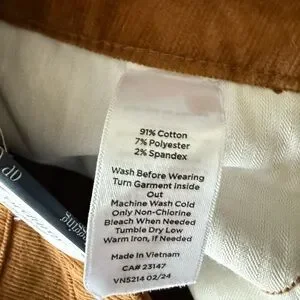 91% Cotton
7% Polyester
2% Spandex
Wash Before Wearing
Turn Garment Inside
Out
Machine Wash Cold
Only Non-Chlorine
Bleach When Needed
Tumble Dry Low
Warm Iron, If Needed
Made In Vietnam
CA# 23147
VN5214 02/24